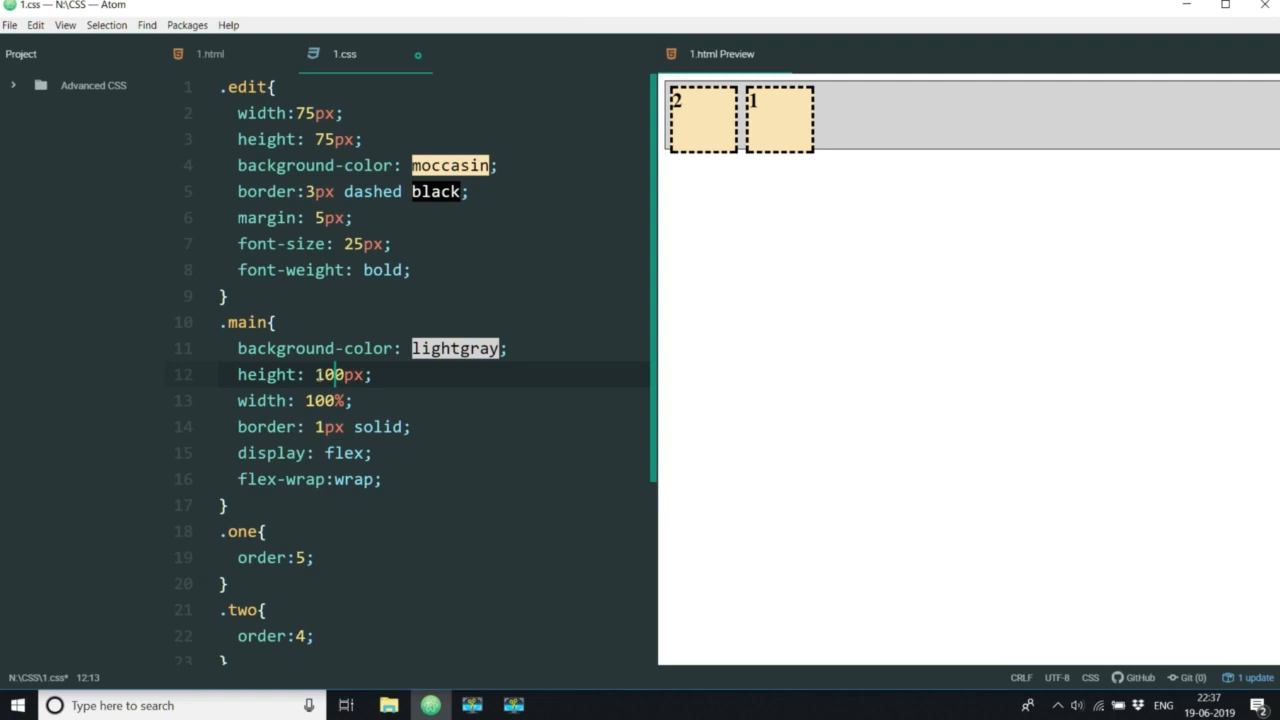 1.css — N:\CSS — Atom
File Edit View Selection Find Packages Help
Project
1.html
1.css
1.html Preview
Advanced CSS
1 .edit{
2 width:75px;
3 height: 75px;
4 background-color: moccasin;
5 border:3px dashed black;
6 margin: 5px;
7 font-size: 25px;
8 font-weight: bold;
9 }
10 .main{
11 background-color: lightgray;
12 height: 100px;
13 width: 100%;
14 border: 1px solid;
15 display: flex;
16 flex-wrap:wrap;
17 }
18 .one{
19 order:5;
20 }
21 .two{
22 order:4;
23 }
2 1
N:\CSS\1.css* 12:13
CRLF UTF-8 CSS GitHub Git (0) 1 update
Type here to search
ENG
22:37
19-06-2019
2